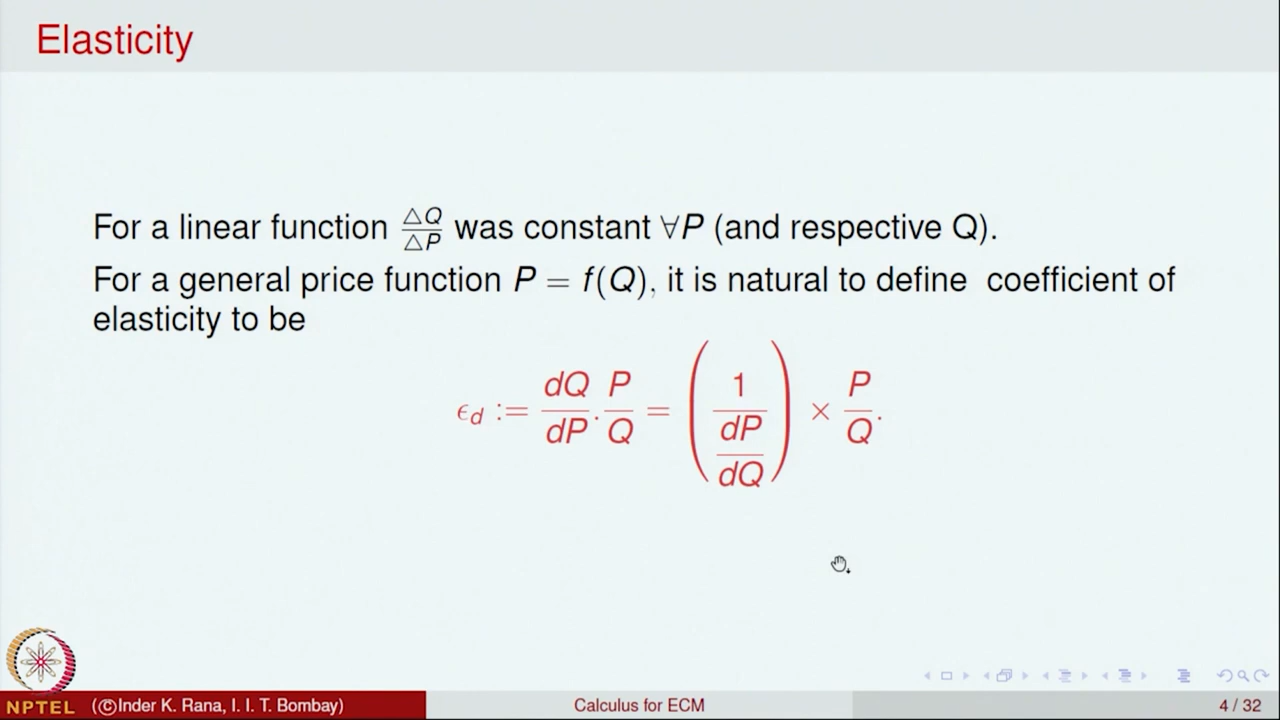 Elasticity
For a linear function △Q/△P was constant ∀P (and respective Q).
For a general price function P = f(Q), it is natural to define coefficient of
elasticity to be
ϵ_d := dQ/dP . P/Q = (1/(dP/dQ)) × P/Q.
NPTEL (©Inder K. Rana, I. I. T. Bombay) Calculus for ECM 4 / 32